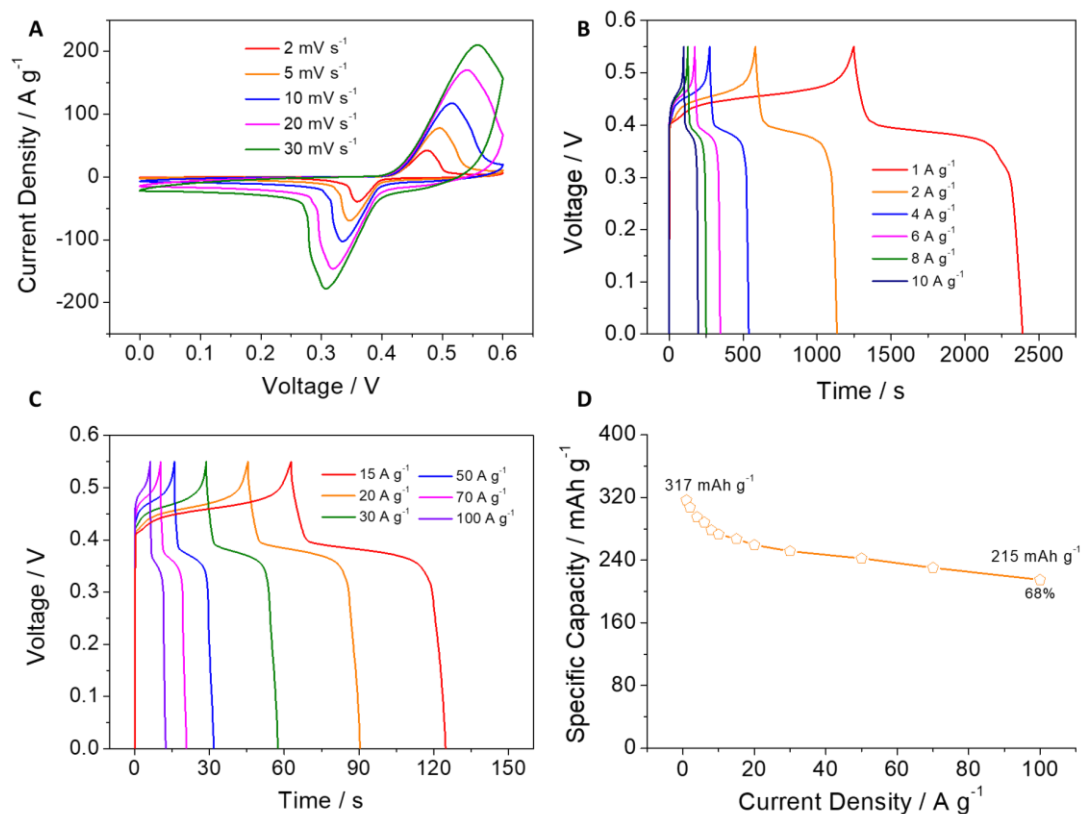 A
200
100
0
-100
-200
Current Density / A g⁻¹
2 mV s⁻¹
5 mV s⁻¹
10 mV s⁻¹
20 mV s⁻¹
30 mV s⁻¹
0.0 0.1 0.2 0.3 0.4 0.5 0.6
Voltage / V
B
0.6
0.5
0.4
0.3
0.2
0.1
0.0
Voltage / V
1 A g⁻¹
2 A g⁻¹
4 A g⁻¹
6 A g⁻¹
8 A g⁻¹
10 A g⁻¹
0 500 1000 1500 2000 2500
Time / s
C
0.6
0.5
0.4
0.3
0.2
0.1
0.0
Voltage / V
15 A g⁻¹
20 A g⁻¹
30 A g⁻¹
50 A g⁻¹
70 A g⁻¹
100 A g⁻¹
0 30 60 90 120 150
Time / s
D
400
320
240
160
80
0
Specific Capacity / mAh g⁻¹
317 mAh g⁻¹
215 mAh g⁻¹
68%
0 20 40 60 80 100
Current Density / A g⁻¹